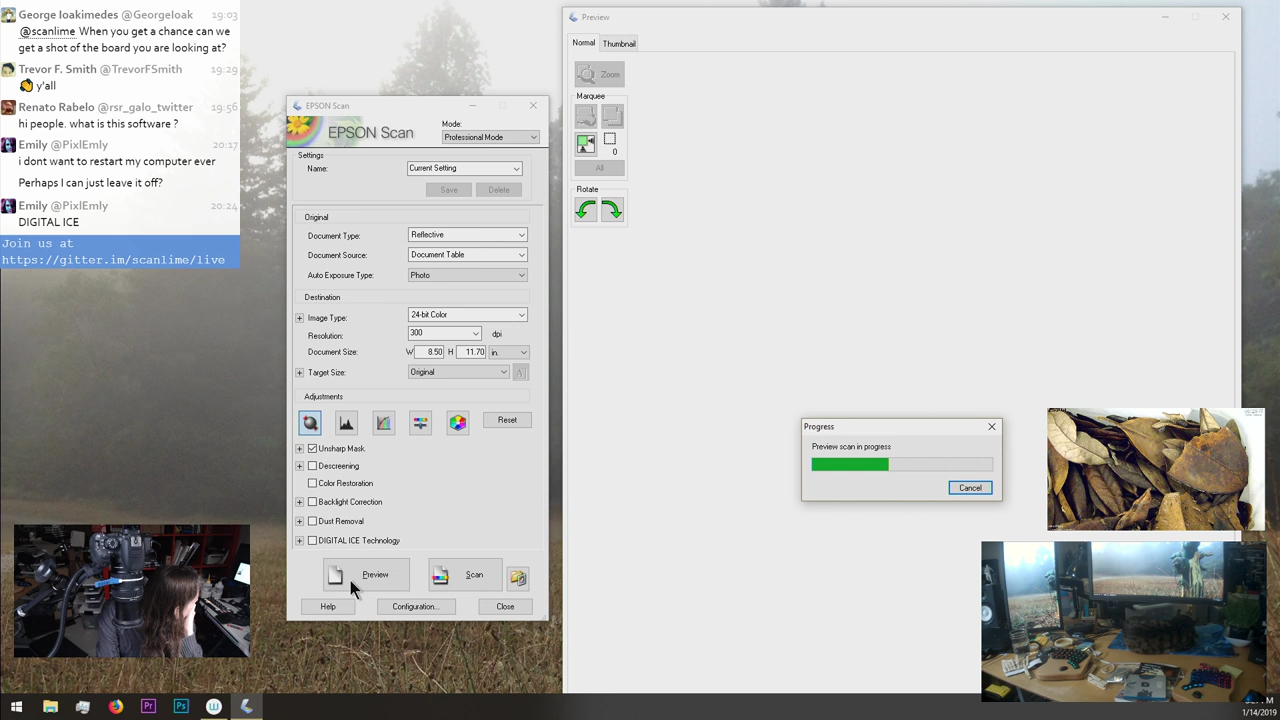 George Ioakimedes @GeorgeIoak 19:03
@scanlime When you get a chance can we
get a shot of the board you are looking at?
Trevor F. Smith @TrevorFSmith 19:29
👋 y'all
Renato Rabelo @rsr_galo_twitter 19:56
hi people. what is this software ?
Emily @PixlEmly 20:17
i dont want to restart my computer ever
Perhaps I can just leave it off?
Emily @PixlEmly 20:24
DIGITAL ICE
Join us at
https://gitter.im/scanlime/live
EPSON Scan
EPSON Scan
Mode:
Professional Mode
Settings
Name: Current Setting
Save Delete
Original
Document Type: Reflective
Document Source: Document Table
Auto Exposure Type: Photo
Destination
Image Type: 24-bit Color
Resolution: 300 dpi
Document Size: W 8.50 H 11.70 in.
Target Size: Original
Adjustments
Reset
Unsharp Mask
Descreening
Color Restoration
Backlight Correction
Dust Removal
DIGITAL ICE Technology
Preview Scan
Help Configuration... Close
Preview
Normal Thumbnail
Zoom
Marquee
0
All
Rotate
Progress
Preview scan in progress
Cancel
Pr Ps
1/14/2019